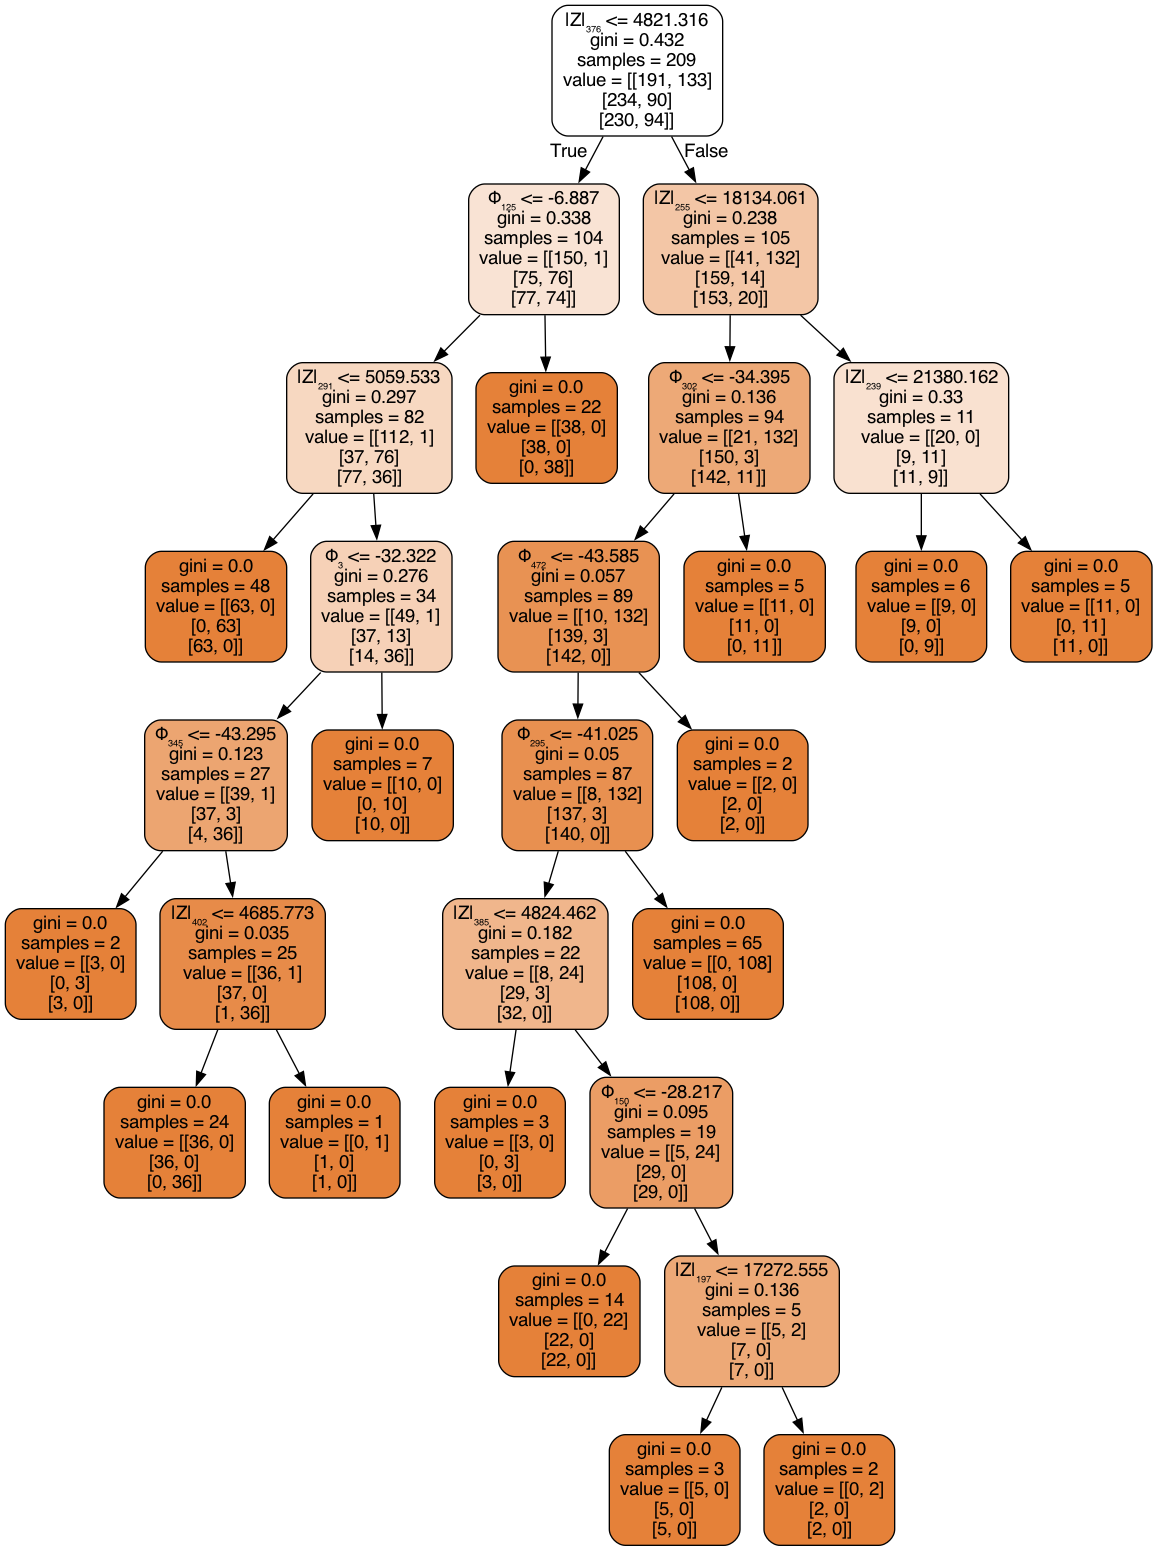 |Z|376 <= 4821.316
gini = 0.432
samples = 209
value = [[191, 133]
[234, 90]
[230, 94]]
True
False
Φ125 <= -6.887
gini = 0.338
samples = 104
value = [[150, 1]
[75, 76]
[77, 74]]
|Z|255 <= 18134.061
gini = 0.238
samples = 105
value = [[41, 132]
[159, 14]
[153, 20]]
|Z|291 <= 5059.533
gini = 0.297
samples = 82
value = [[112, 1]
[37, 76]
[77, 36]]
gini = 0.0
samples = 22
value = [[38, 0]
[38, 0]
[0, 38]]
Φ302 <= -34.395
gini = 0.136
samples = 94
value = [[21, 132]
[150, 3]
[142, 11]]
|Z|239 <= 21380.162
gini = 0.33
samples = 11
value = [[20, 0]
[9, 11]
[11, 9]]
gini = 0.0
samples = 48
value = [[63, 0]
[0, 63]
[63, 0]]
Φ3 <= -32.322
gini = 0.276
samples = 34
value = [[49, 1]
[37, 13]
[14, 36]]
Φ472 <= -43.585
gini = 0.057
samples = 89
value = [[10, 132]
[139, 3]
[142, 0]]
gini = 0.0
samples = 5
value = [[11, 0]
[11, 0]
[0, 11]]
gini = 0.0
samples = 6
value = [[9, 0]
[9, 0]
[0, 9]]
gini = 0.0
samples = 5
value = [[11, 0]
[0, 11]
[11, 0]]
Φ345 <= -43.295
gini = 0.123
samples = 27
value = [[39, 1]
[37, 3]
[4, 36]]
gini = 0.0
samples = 7
value = [[10, 0]
[0, 10]
[10, 0]]
Φ295 <= -41.025
gini = 0.05
samples = 87
value = [[8, 132]
[137, 3]
[140, 0]]
gini = 0.0
samples = 2
value = [[2, 0]
[2, 0]
[2, 0]]
gini = 0.0
samples = 2
value = [[3, 0]
[0, 3]
[3, 0]]
|Z|402 <= 4685.773
gini = 0.035
samples = 25
value = [[36, 1]
[37, 0]
[1, 36]]
|Z|385 <= 4824.462
gini = 0.182
samples = 22
value = [[8, 24]
[29, 3]
[32, 0]]
gini = 0.0
samples = 65
value = [[0, 108]
[108, 0]
[108, 0]]
gini = 0.0
samples = 24
value = [[36, 0]
[36, 0]
[0, 36]]
gini = 0.0
samples = 1
value = [[0, 1]
[1, 0]
[1, 0]]
gini = 0.0
samples = 3
value = [[3, 0]
[0, 3]
[3, 0]]
Φ150 <= -28.217
gini = 0.095
samples = 19
value = [[5, 24]
[29, 0]
[29, 0]]
gini = 0.0
samples = 14
value = [[0, 22]
[22, 0]
[22, 0]]
|Z|197 <= 17272.555
gini = 0.136
samples = 5
value = [[5, 2]
[7, 0]
[7, 0]]
gini = 0.0
samples = 3
value = [[5, 0]
[5, 0]
[5, 0]]
gini = 0.0
samples = 2
value = [[0, 2]
[2, 0]
[2, 0]]